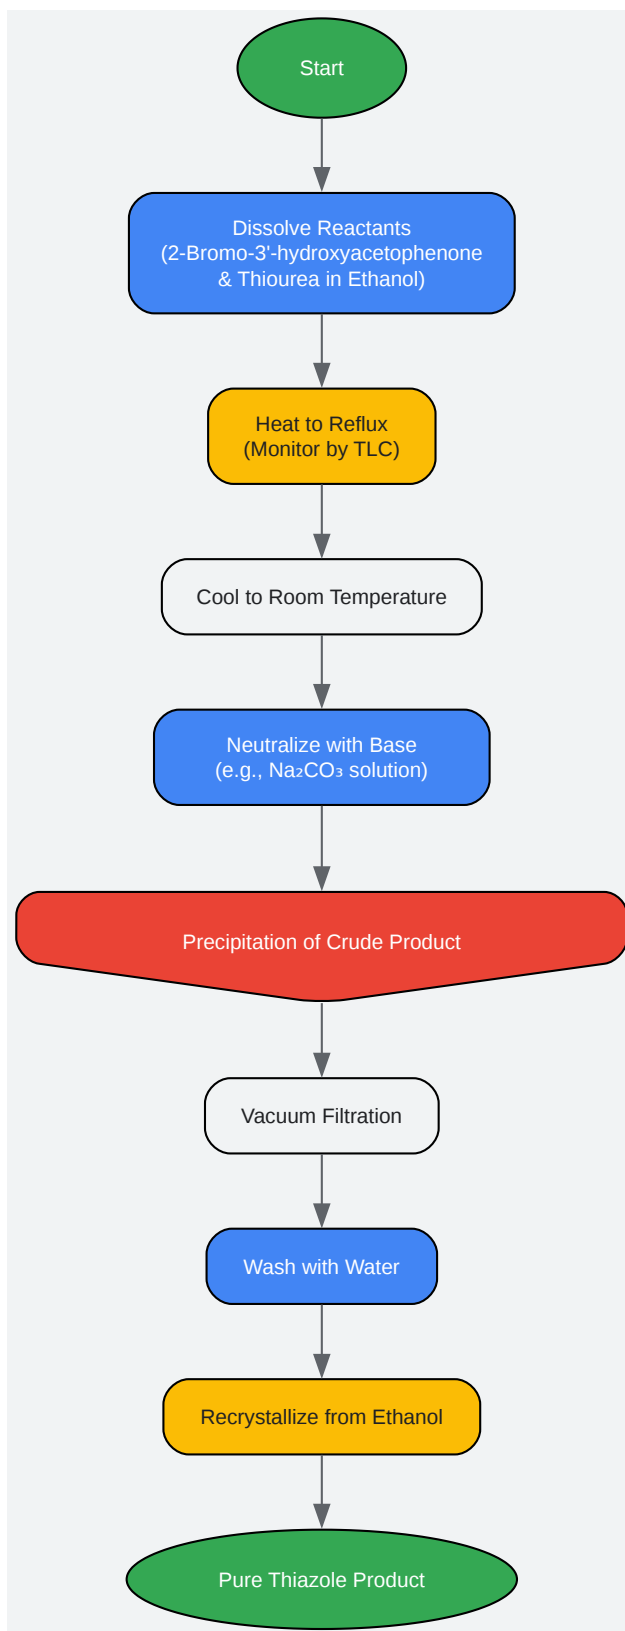 Start
Dissolve Reactants
(2-Bromo-3'-hydroxyacetophenone
& Thiourea in Ethanol)
Heat to Reflux
(Monitor by TLC)
Cool to Room Temperature
Neutralize with Base
(e.g., Na₂CO₃ solution)
Precipitation of Crude Product
Vacuum Filtration
Wash with Water
Recrystallize from Ethanol
Pure Thiazole Product